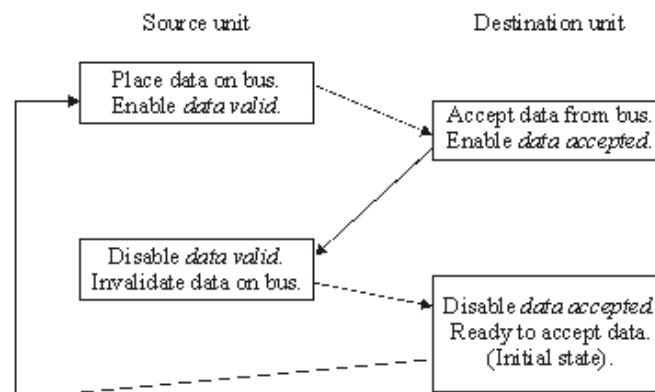 Source unit
Destination unit
Place data on bus.
Enable data valid.
Accept data from bus.
Enable data accepted.
Disable data valid.
Invalidate data on bus.
Disable data accepted
Ready to accept data.
(Initial state).